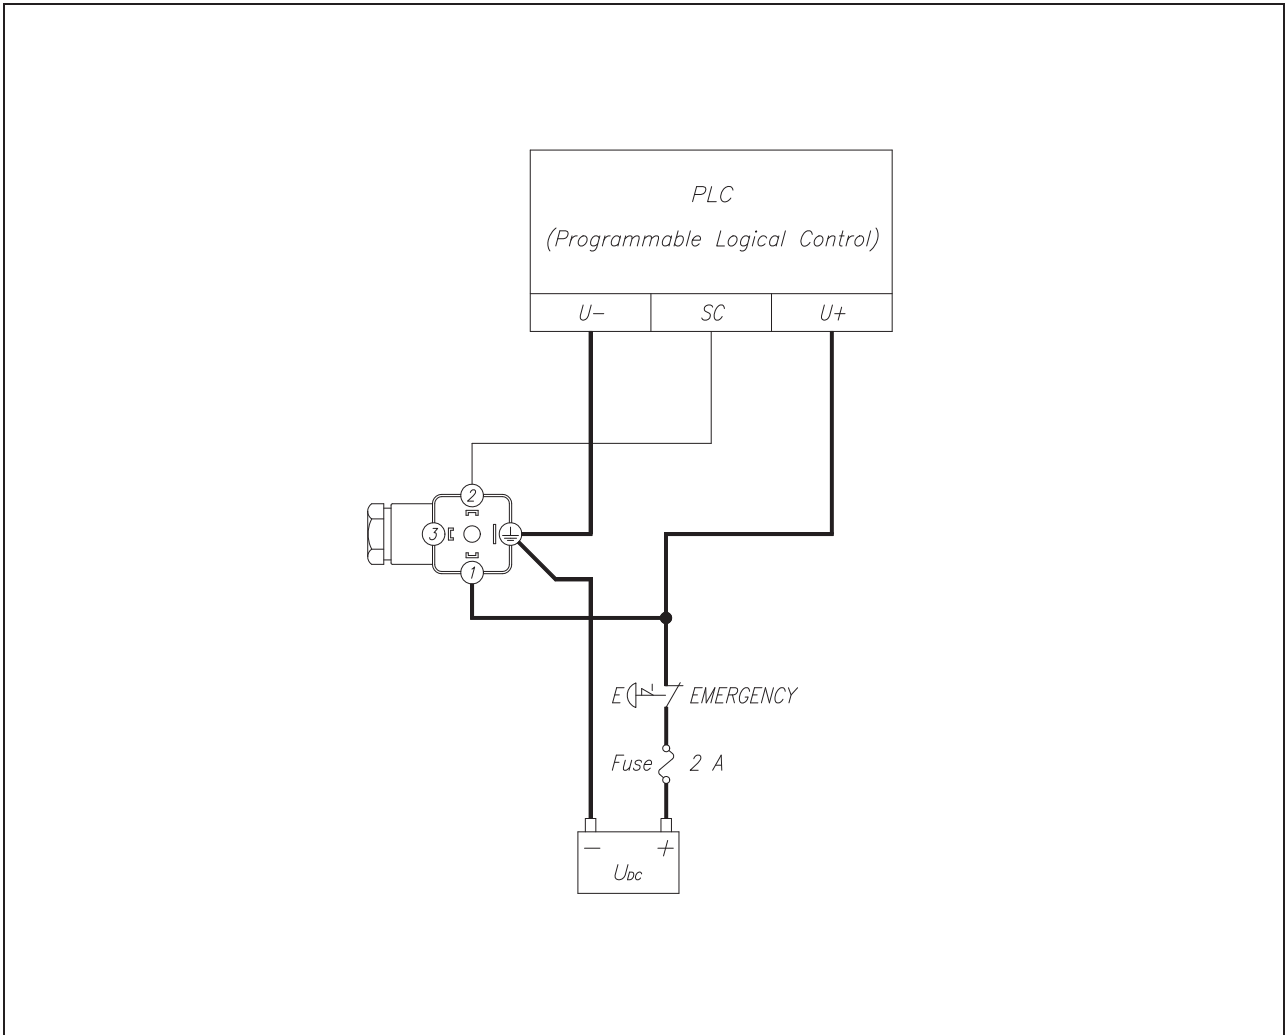 PLC
(Programmable Logical Control)
U- SC U+
2
3
1
E EMERGENCY
Fuse 2 A
- +
UDC